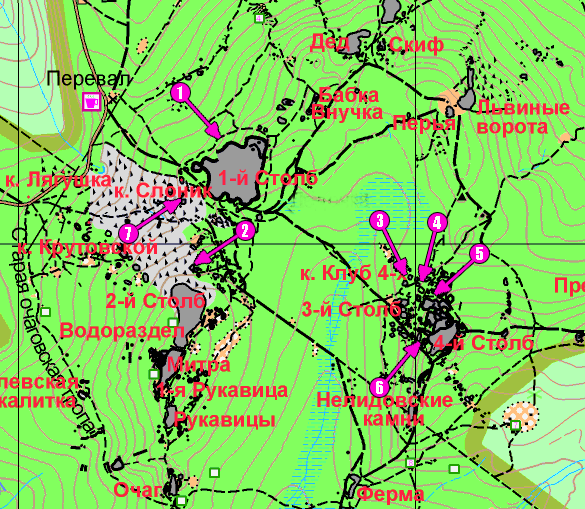 Дед
Скиф
Перевал
1
Бабка
Внучка
Перья
Львиные
ворота
к. Лягушка
к. Слоник
1-й Столб
7
2
3
4
5
к. Крутовской
к. Клуб 4-х
2-й Столб
3-й Столб
Водораздел
4-й Столб
Митра
6
1-я Рукавица
Нелидовские
камни
Рукавицы
левская
калитка
Старая очаговская тропа
Очаг
Ферма